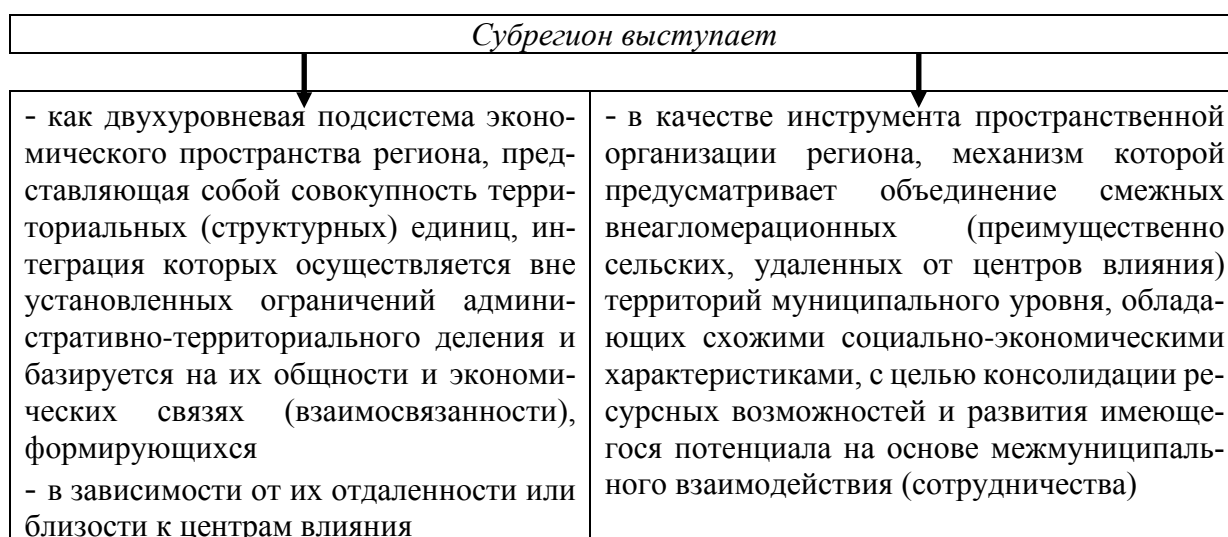 Субрегион выступает
- как двухуровневая подсистема эконо-
мического пространства региона, пред-
ставляющая собой совокупность терри-
ториальных (структурных) единиц, ин-
теграция которых осуществляется вне
установленных ограничений админи-
стративно-территориального деления и
базируется на их общности и экономи-
ческих связях (взаимосвязанности),
формирующихся
- в зависимости от их отдаленности или
близости к центрам влияния
- в качестве инструмента пространственной
организации региона, механизм которой
предусматривает объединение смежных
внеагломерационных (преимущественно
сельских, удаленных от центров влияния)
территорий муниципального уровня, облада-
ющих схожими социально-экономическими
характеристиками, с целью консолидации ре-
сурсных возможностей и развития имеюще-
гося потенциала на основе межмуниципаль-
ного взаимодействия (сотрудничества)